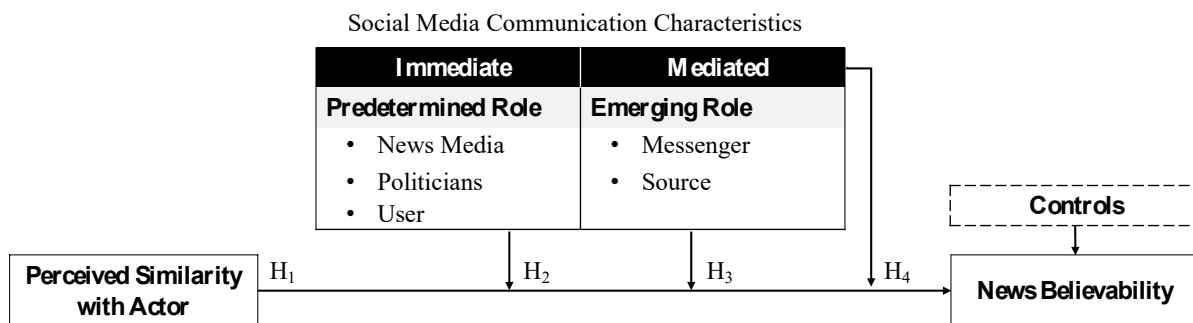 Social Media Communication Characteristics
Immediate Mediated
Predetermined Role Emerging Role
• News Media • Messenger
• Politicians • Source
• User
Controls
Perceived Similarity
with Actor
H1 H2 H3 H4
News Believability